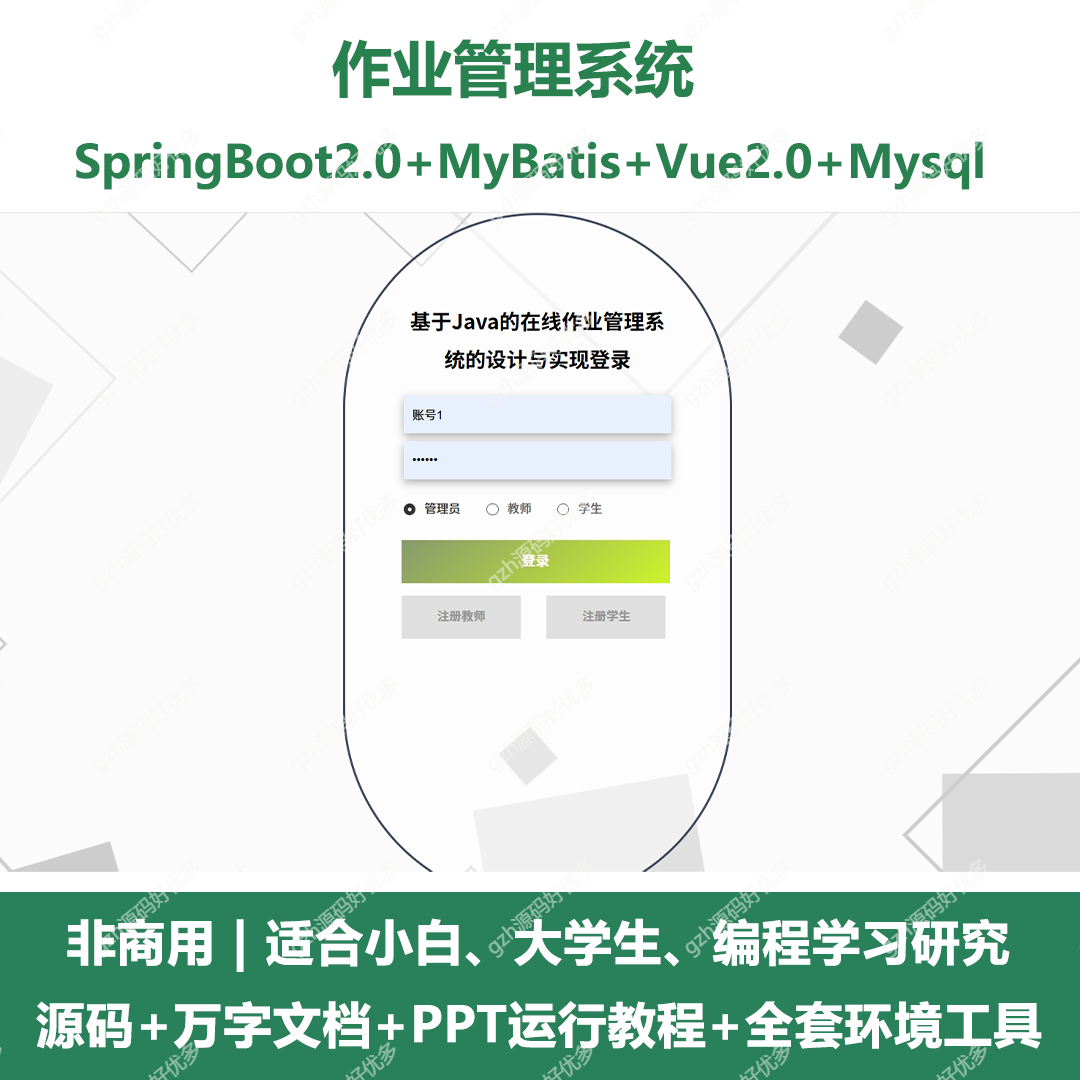 作业管理系统
SpringBoot2.0+MyBatis+Vue2.0+Mysql
基于Java的在线作业管理系
统的设计与实现登录
账号1
••••••
管理员 教师 学生
登录
注册教师 注册学生
非商用 | 适合小白、大学生、编程学习研究
源码+万字文档+PPT运行教程+全套环境工具
gzh源码好优多